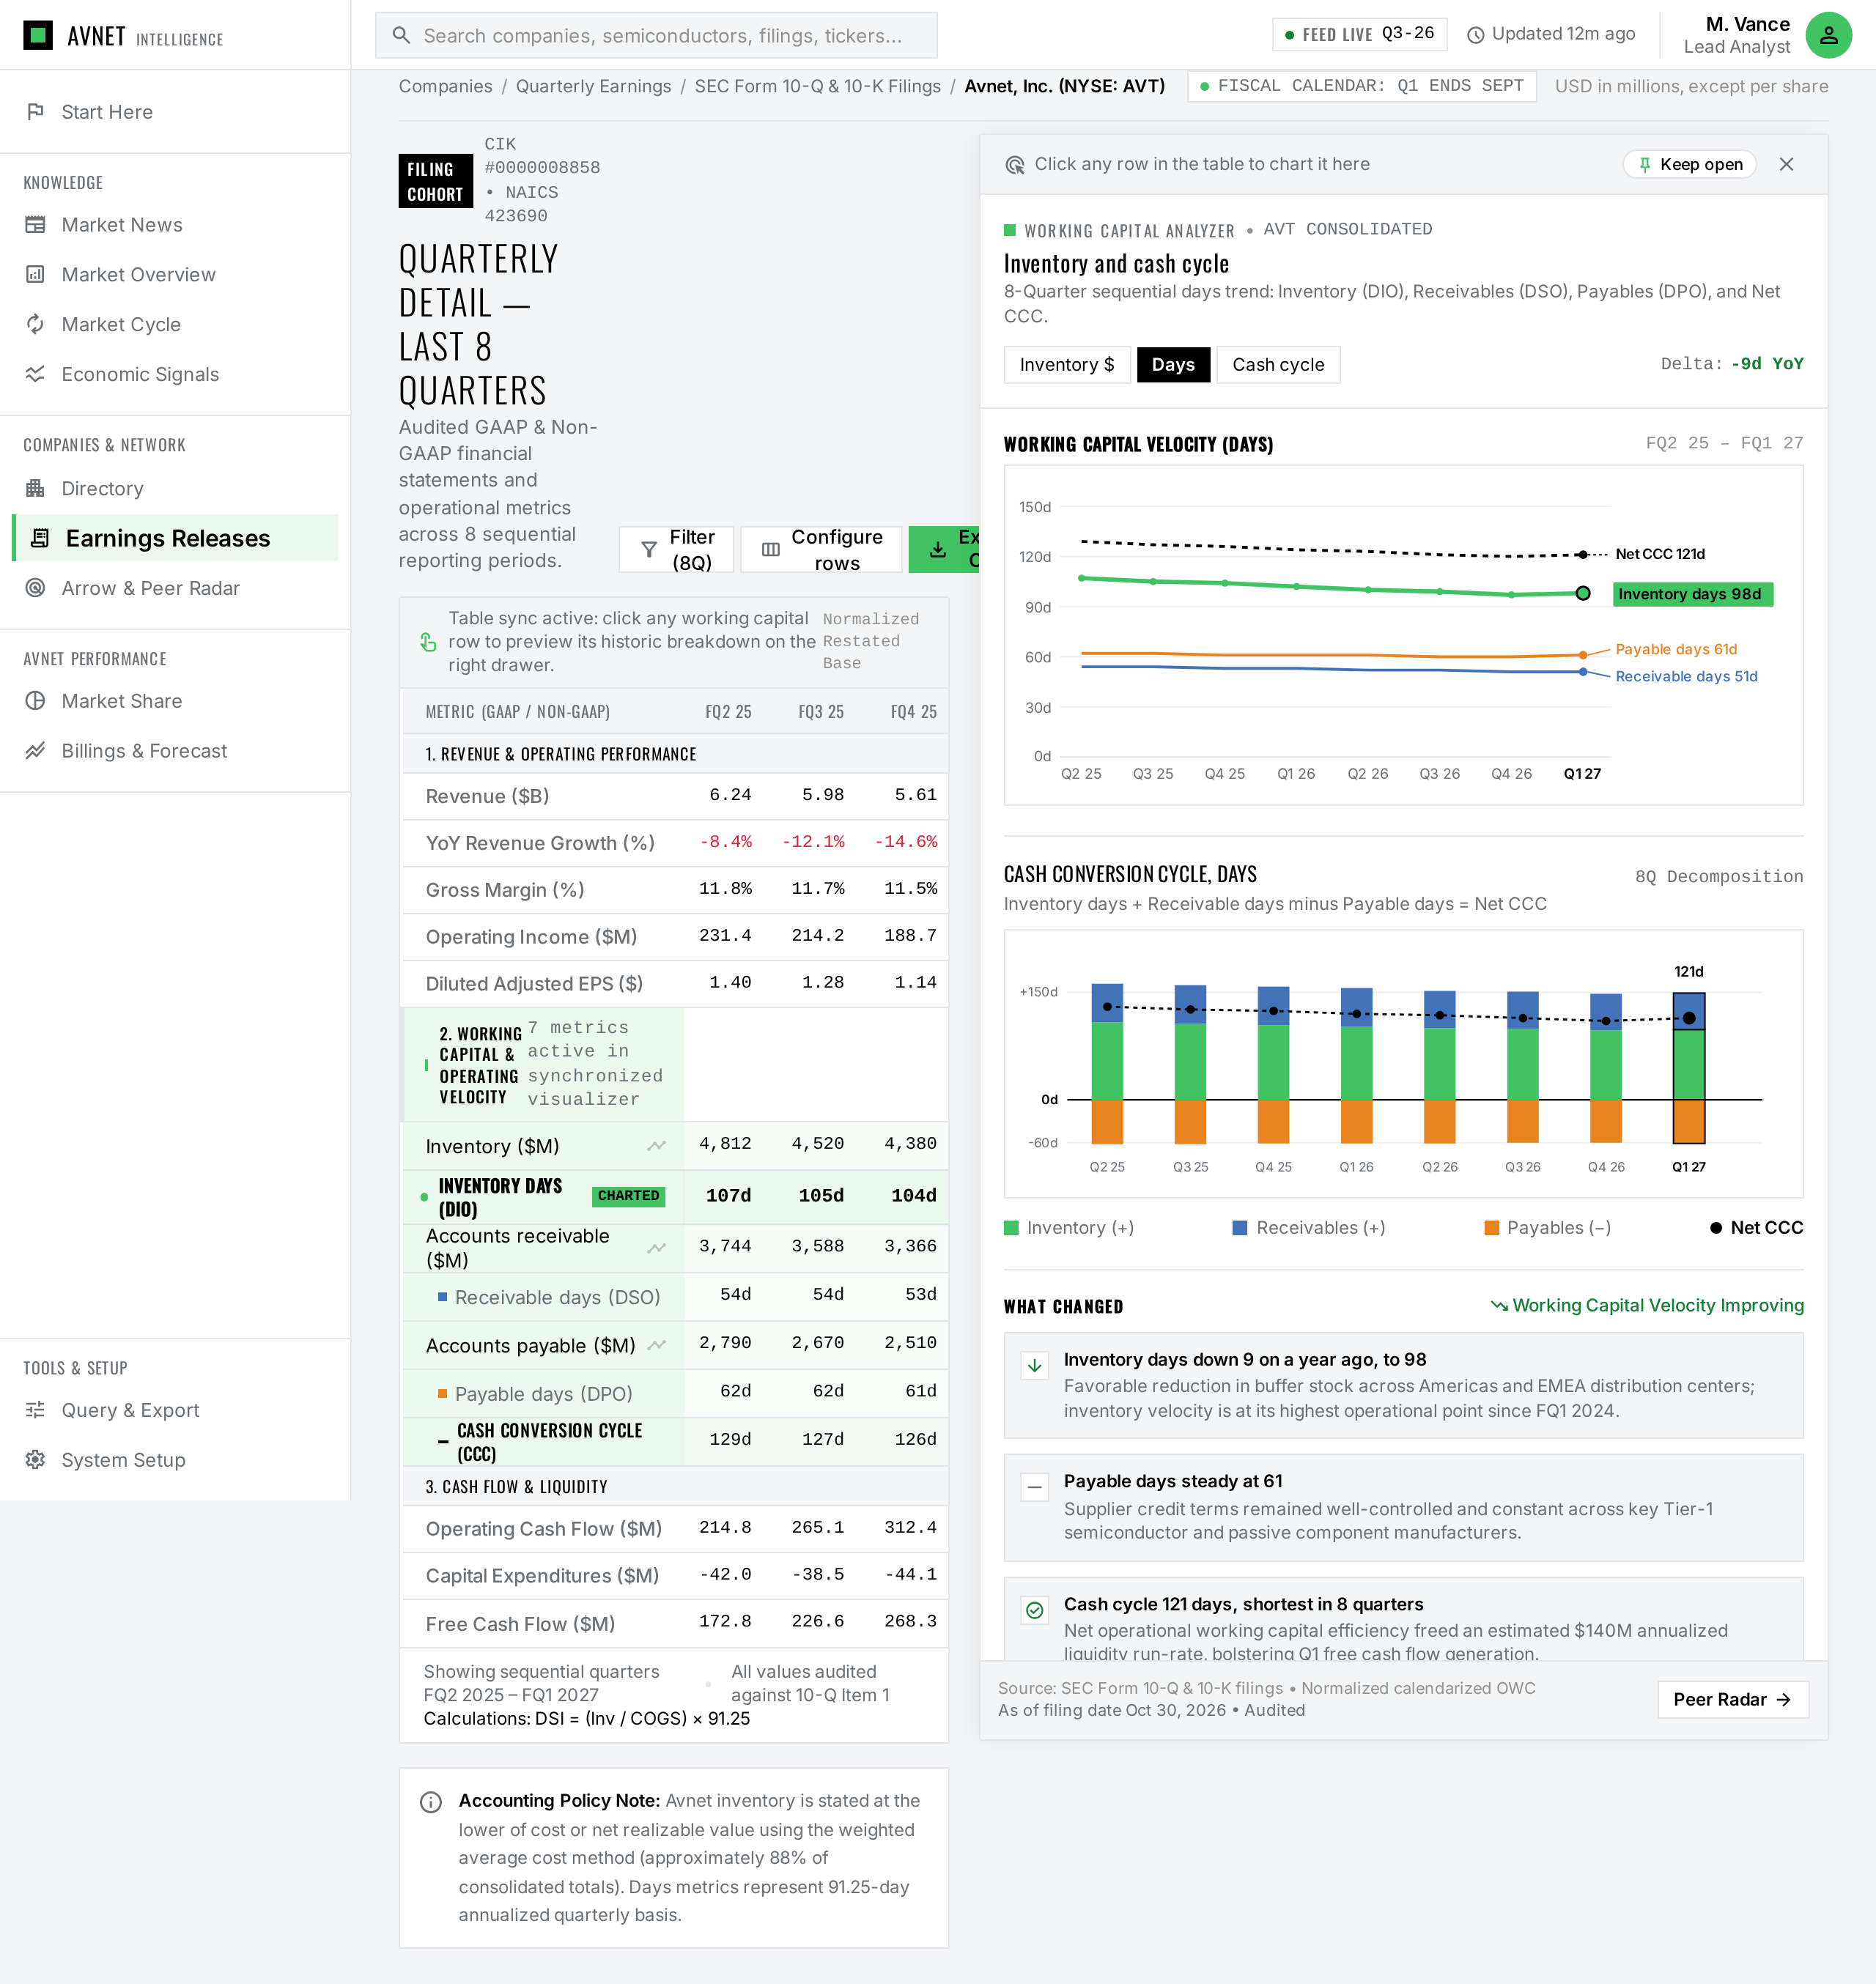 AVNET INTELLIGENCE
Search companies, semiconductors, filings, tickers...
FEED LIVE Q3-26
Updated 12m ago
M. Vance
Lead Analyst
Start Here
KNOWLEDGE
Market News
Market Overview
Market Cycle
Economic Signals
COMPANIES & NETWORK
Directory
Earnings Releases
Arrow & Peer Radar
AVNET PERFORMANCE
Market Share
Billings & Forecast
TOOLS & SETUP
Query & Export
System Setup
Companies / Quarterly Earnings / SEC Form 10-Q & 10-K Filings / Avnet, Inc. (NYSE: AVT)
FISCAL CALENDAR: Q1 ENDS SEPT
USD in millions, except per share
FILING
COHORT
CIK
#0000008858
• NAICS
423690
QUARTERLY
DETAIL —
LAST 8
QUARTERS
Audited GAAP & Non-
GAAP financial
statements and
operational metrics
across 8 sequential
reporting periods.
Filter
(8Q)
Configure
rows
Table sync active: click any working capital
row to preview its historic breakdown on the
right drawer.
Normalized
Restated
Base
METRIC (GAAP / NON-GAAP) FQ2 25 FQ3 25 FQ4 25
1. REVENUE & OPERATING PERFORMANCE
Revenue ($B) 6.24 5.98 5.61
YoY Revenue Growth (%) -8.4% -12.1% -14.6%
Gross Margin (%) 11.8% 11.7% 11.5%
Operating Income ($M) 231.4 214.2 188.7
Diluted Adjusted EPS ($) 1.40 1.28 1.14
2. WORKING
CAPITAL &
OPERATING
VELOCITY
7 metrics
active in
synchronized
visualizer
Inventory ($M) 4,812 4,520 4,380
INVENTORY DAYS
(DIO)
CHARTED 107d 105d 104d
Accounts receivable
($M)
3,744 3,588 3,366
Receivable days (DSO) 54d 54d 53d
Accounts payable ($M) 2,790 2,670 2,510
Payable days (DPO) 62d 62d 61d
CASH CONVERSION CYCLE
(CCC)
129d 127d 126d
3. CASH FLOW & LIQUIDITY
Operating Cash Flow ($M) 214.8 265.1 312.4
Capital Expenditures ($M) -42.0 -38.5 -44.1
Free Cash Flow ($M) 172.8 226.6 268.3
Showing sequential quarters
FQ2 2025 – FQ1 2027
All values audited
against 10-Q Item 1
Calculations: DSI = (Inv / COGS) × 91.25
Accounting Policy Note: Avnet inventory is stated at the
lower of cost or net realizable value using the weighted
average cost method (approximately 88% of
consolidated totals). Days metrics represent 91.25-day
annualized quarterly basis.
Click any row in the table to chart it here
Keep open
WORKING CAPITAL ANALYZER • AVT CONSOLIDATED
Inventory and cash cycle
8-Quarter sequential days trend: Inventory (DIO), Receivables (DSO), Payables (DPO), and Net
CCC.
Inventory $ Days Cash cycle
Delta: -9d YoY
WORKING CAPITAL VELOCITY (DAYS)
FQ2 25 – FQ1 27
150d
120d
90d
60d
30d
0d
Net CCC 121d
Inventory days 98d
Payable days 61d
Receivable days 51d
Q2 25 Q3 25 Q4 25 Q1 26 Q2 26 Q3 26 Q4 26 Q1 27
CASH CONVERSION CYCLE, DAYS
8Q Decomposition
Inventory days + Receivable days minus Payable days = Net CCC
121d
+150d
0d
-60d
Q2 25 Q3 25 Q4 25 Q1 26 Q2 26 Q3 26 Q4 26 Q1 27
Inventory (+) Receivables (+) Payables (−) Net CCC
WHAT CHANGED
Working Capital Velocity Improving
Inventory days down 9 on a year ago, to 98
Favorable reduction in buffer stock across Americas and EMEA distribution centers;
inventory velocity is at its highest operational point since FQ1 2024.
Payable days steady at 61
Supplier credit terms remained well-controlled and constant across key Tier-1
semiconductor and passive component manufacturers.
Cash cycle 121 days, shortest in 8 quarters
Net operational working capital efficiency freed an estimated $140M annualized
liquidity run-rate, bolstering Q1 free cash flow generation.
Source: SEC Form 10-Q & 10-K filings • Normalized calendarized OWC
As of filing date Oct 30, 2026 • Audited
Peer Radar